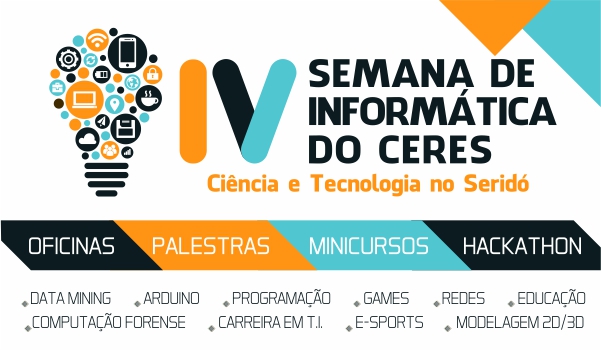 IV
SEMANA DE
INFORMÁTICA
DO CERES
Ciência e Tecnologia no Seridó
OFICINAS PALESTRAS MINICURSOS HACKATHON
DATA MINING ARDUINO PROGRAMAÇÃO GAMES REDES EDUCAÇÃO
COMPUTAÇÃO FORENSE CARREIRA EM T.I. E-SPORTS MODELAGEM 2D/3D